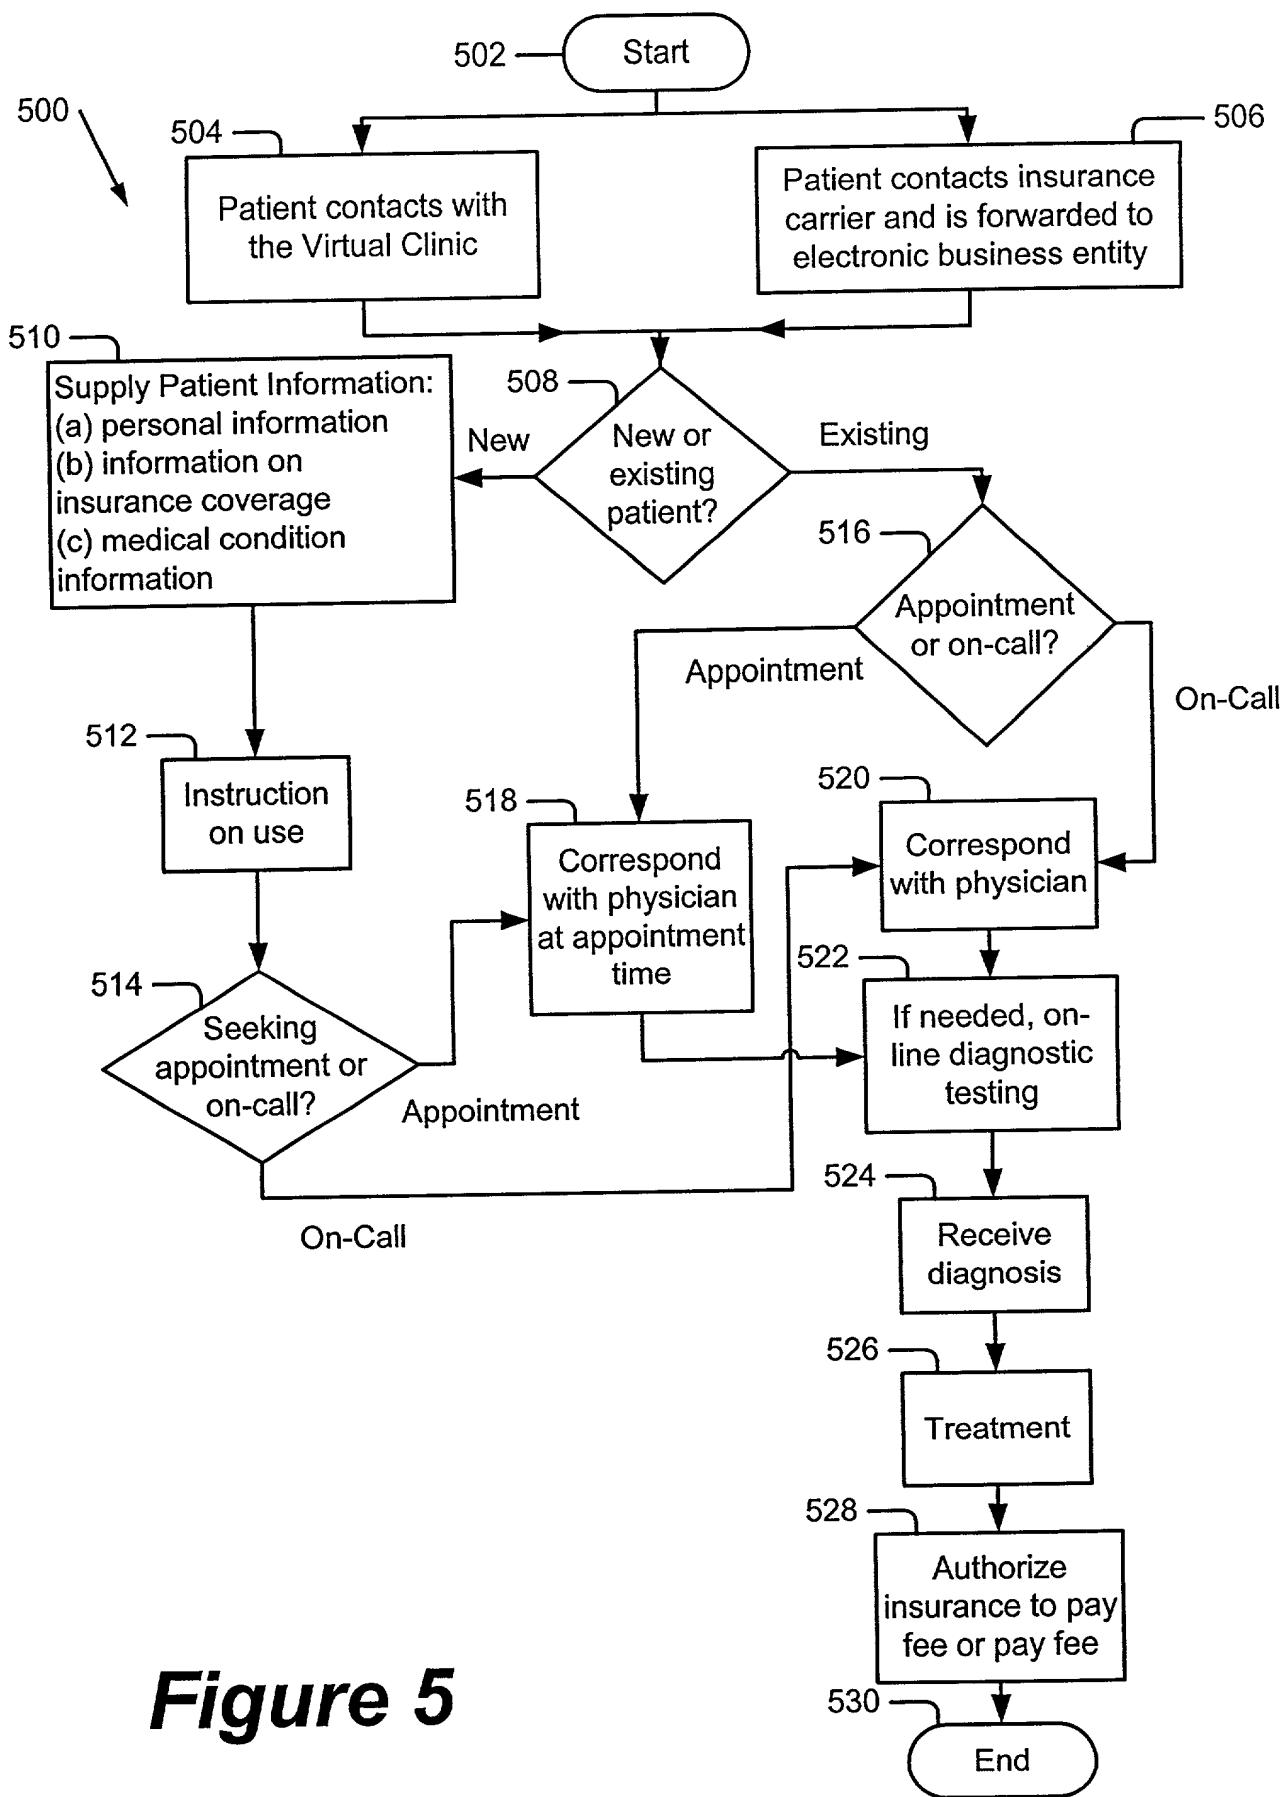 502
Start
500
504
506
Patient contacts with
the Virtual Clinic
Patient contacts insurance
carrier and is forwarded to
electronic business entity
510
Supply Patient Information:
(a) personal information
(b) information on
insurance coverage
(c) medical condition
information
508
New
New or
existing
patient?
Existing
516
Appointment
or on-call?
Appointment
On-Call
512
Instruction
on use
518
Correspond
with physician
at appointment
time
520
Correspond
with physician
514
Seeking
appointment or
on-call?
Appointment
On-Call
522
If needed, on-
line diagnostic
testing
524
Receive
diagnosis
526
Treatment
528
Authorize
insurance to pay
fee or pay fee
530
End
Figure 5